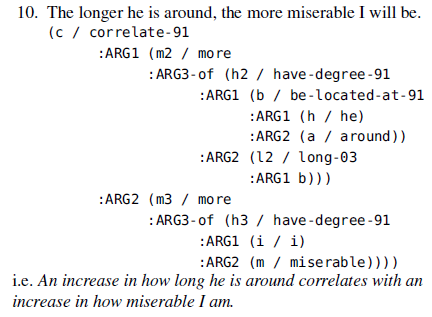 10. The longer he is around, the more miserable I will be.
(c / correlate-91
:ARG1 (m2 / more
:ARG3-of (h2 / have-degree-91
:ARG1 (b / be-located-at-91
:ARG1 (h / he)
:ARG2 (a / around))
:ARG2 (l2 / long-03
:ARG1 b)))
:ARG2 (m3 / more
:ARG3-of (h3 / have-degree-91
:ARG1 (i / i)
:ARG2 (m / miserable))))
i.e. An increase in how long he is around correlates with an
increase in how miserable I am.